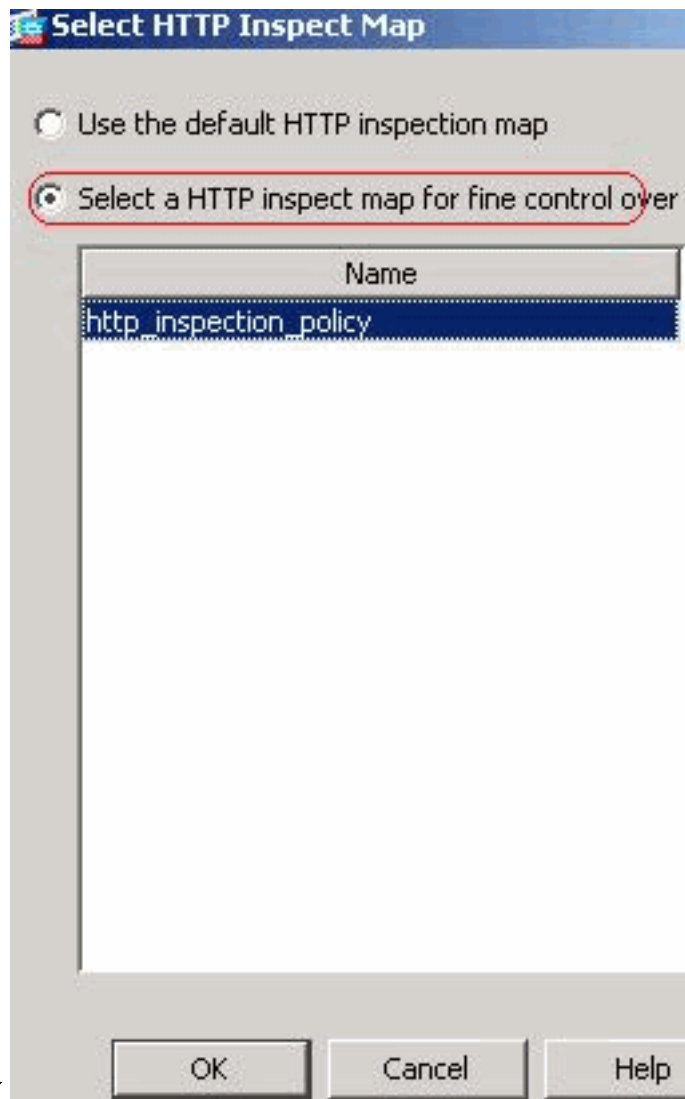 Select HTTP Inspect Map
Use the default HTTP inspection map
Select a HTTP inspect map for fine control over
Name
http_inspection_policy
OK
Cancel
Help